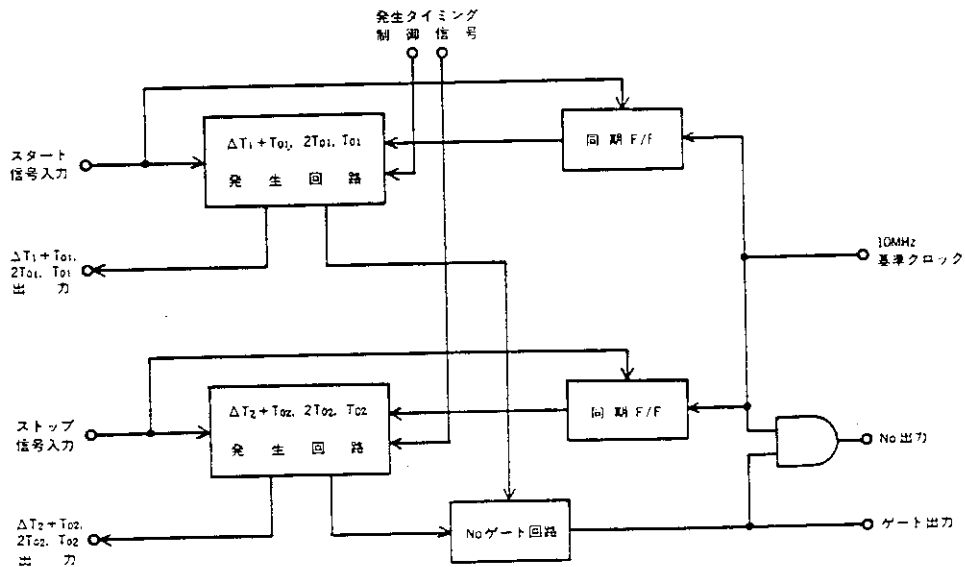 発生タイミング
制御信号
スタート
信号入力
ΔT1+T01, 2T01, T01
発生回路
同期 F/F
ΔT1+T01,
2T01, T01
出力
10MHz
基準クロック
ストップ
信号入力
ΔT2+T02, 2T02, T02
発生回路
同期 F/F
No出力
ΔT2+T02,
2T02, T02
出力
Noゲート回路
ゲート出力